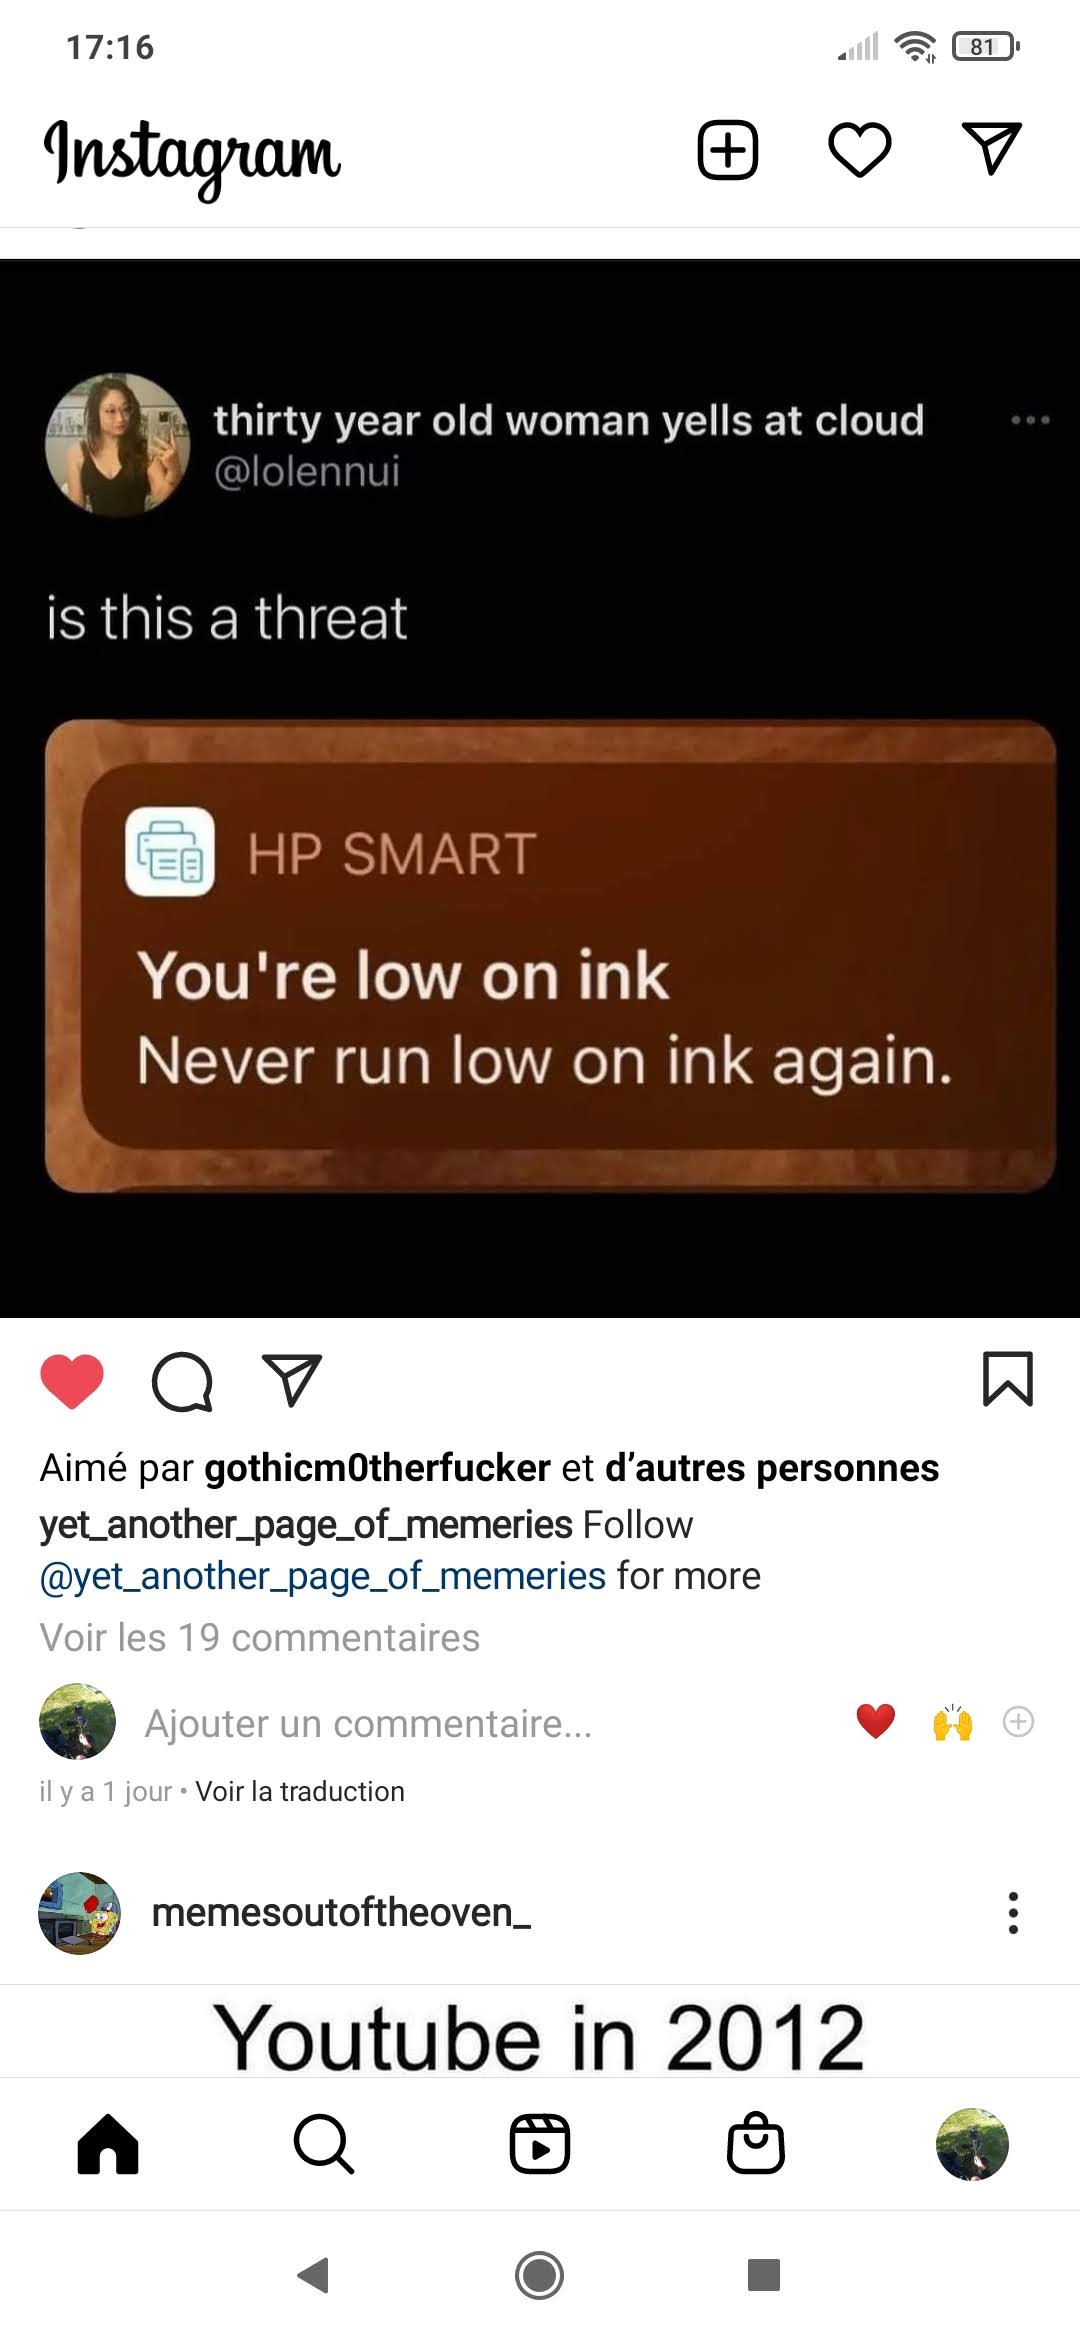 17:16
81
Instagram
thirty year old woman yells at cloud
@lolennui
is this a threat
HP SMART
You're low on ink
Never run low on ink again.
Aimé par gothicm0therfucker et d’autres personnes
yet_another_page_of_memeries Follow
@yet_another_page_of_memeries for more
Voir les 19 commentaires
Ajouter un commentaire...
il y a 1 jour • Voir la traduction
memesoutoftheoven_
Youtube in 2012